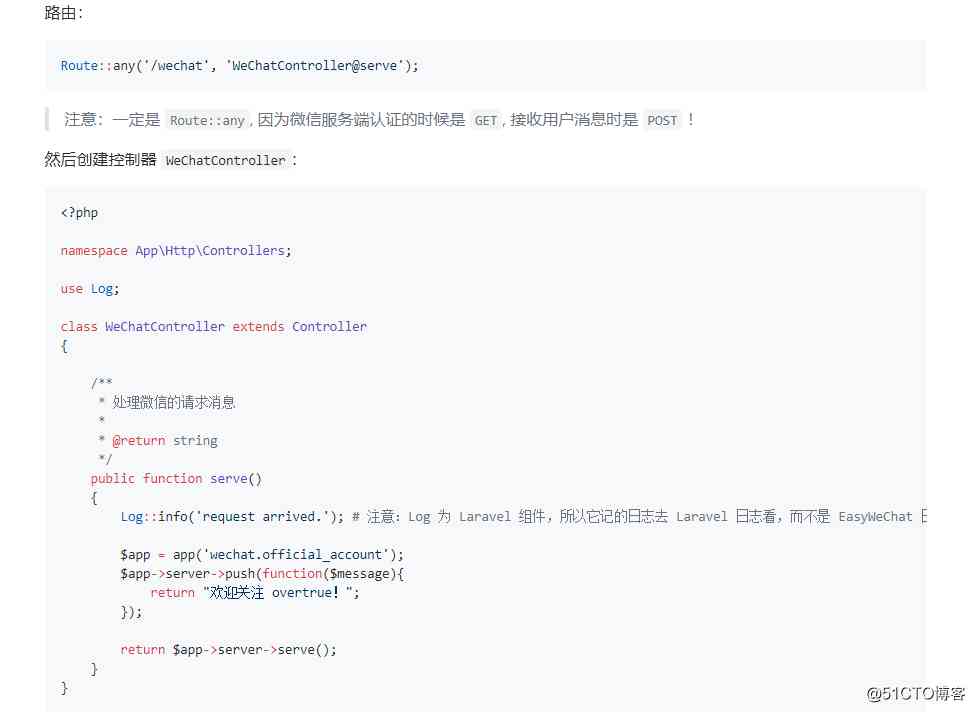 路由：
Route::any('/wechat', 'WeChatController@serve');
注意：一定是 Route::any, 因为微信服务端认证的时候是 GET, 接收用户消息时是 POST ！
然后创建控制器 WeChatController：
<?php
namespace App\Http\Controllers;
use Log;
class WeChatController extends Controller
{
/**
* 处理微信的请求消息
*
* @return string
*/
public function serve()
{
Log::info('request arrived.'); # 注意：Log 为 Laravel 组件，所以它记的日志去 Laravel 日志看，而不是 EasyWeChat
$app = app('wechat.official_account');
$app->server->push(function($message){
return "欢迎关注 overtrue！";
});
return $app->server->serve();
}
}
@51CTO博客